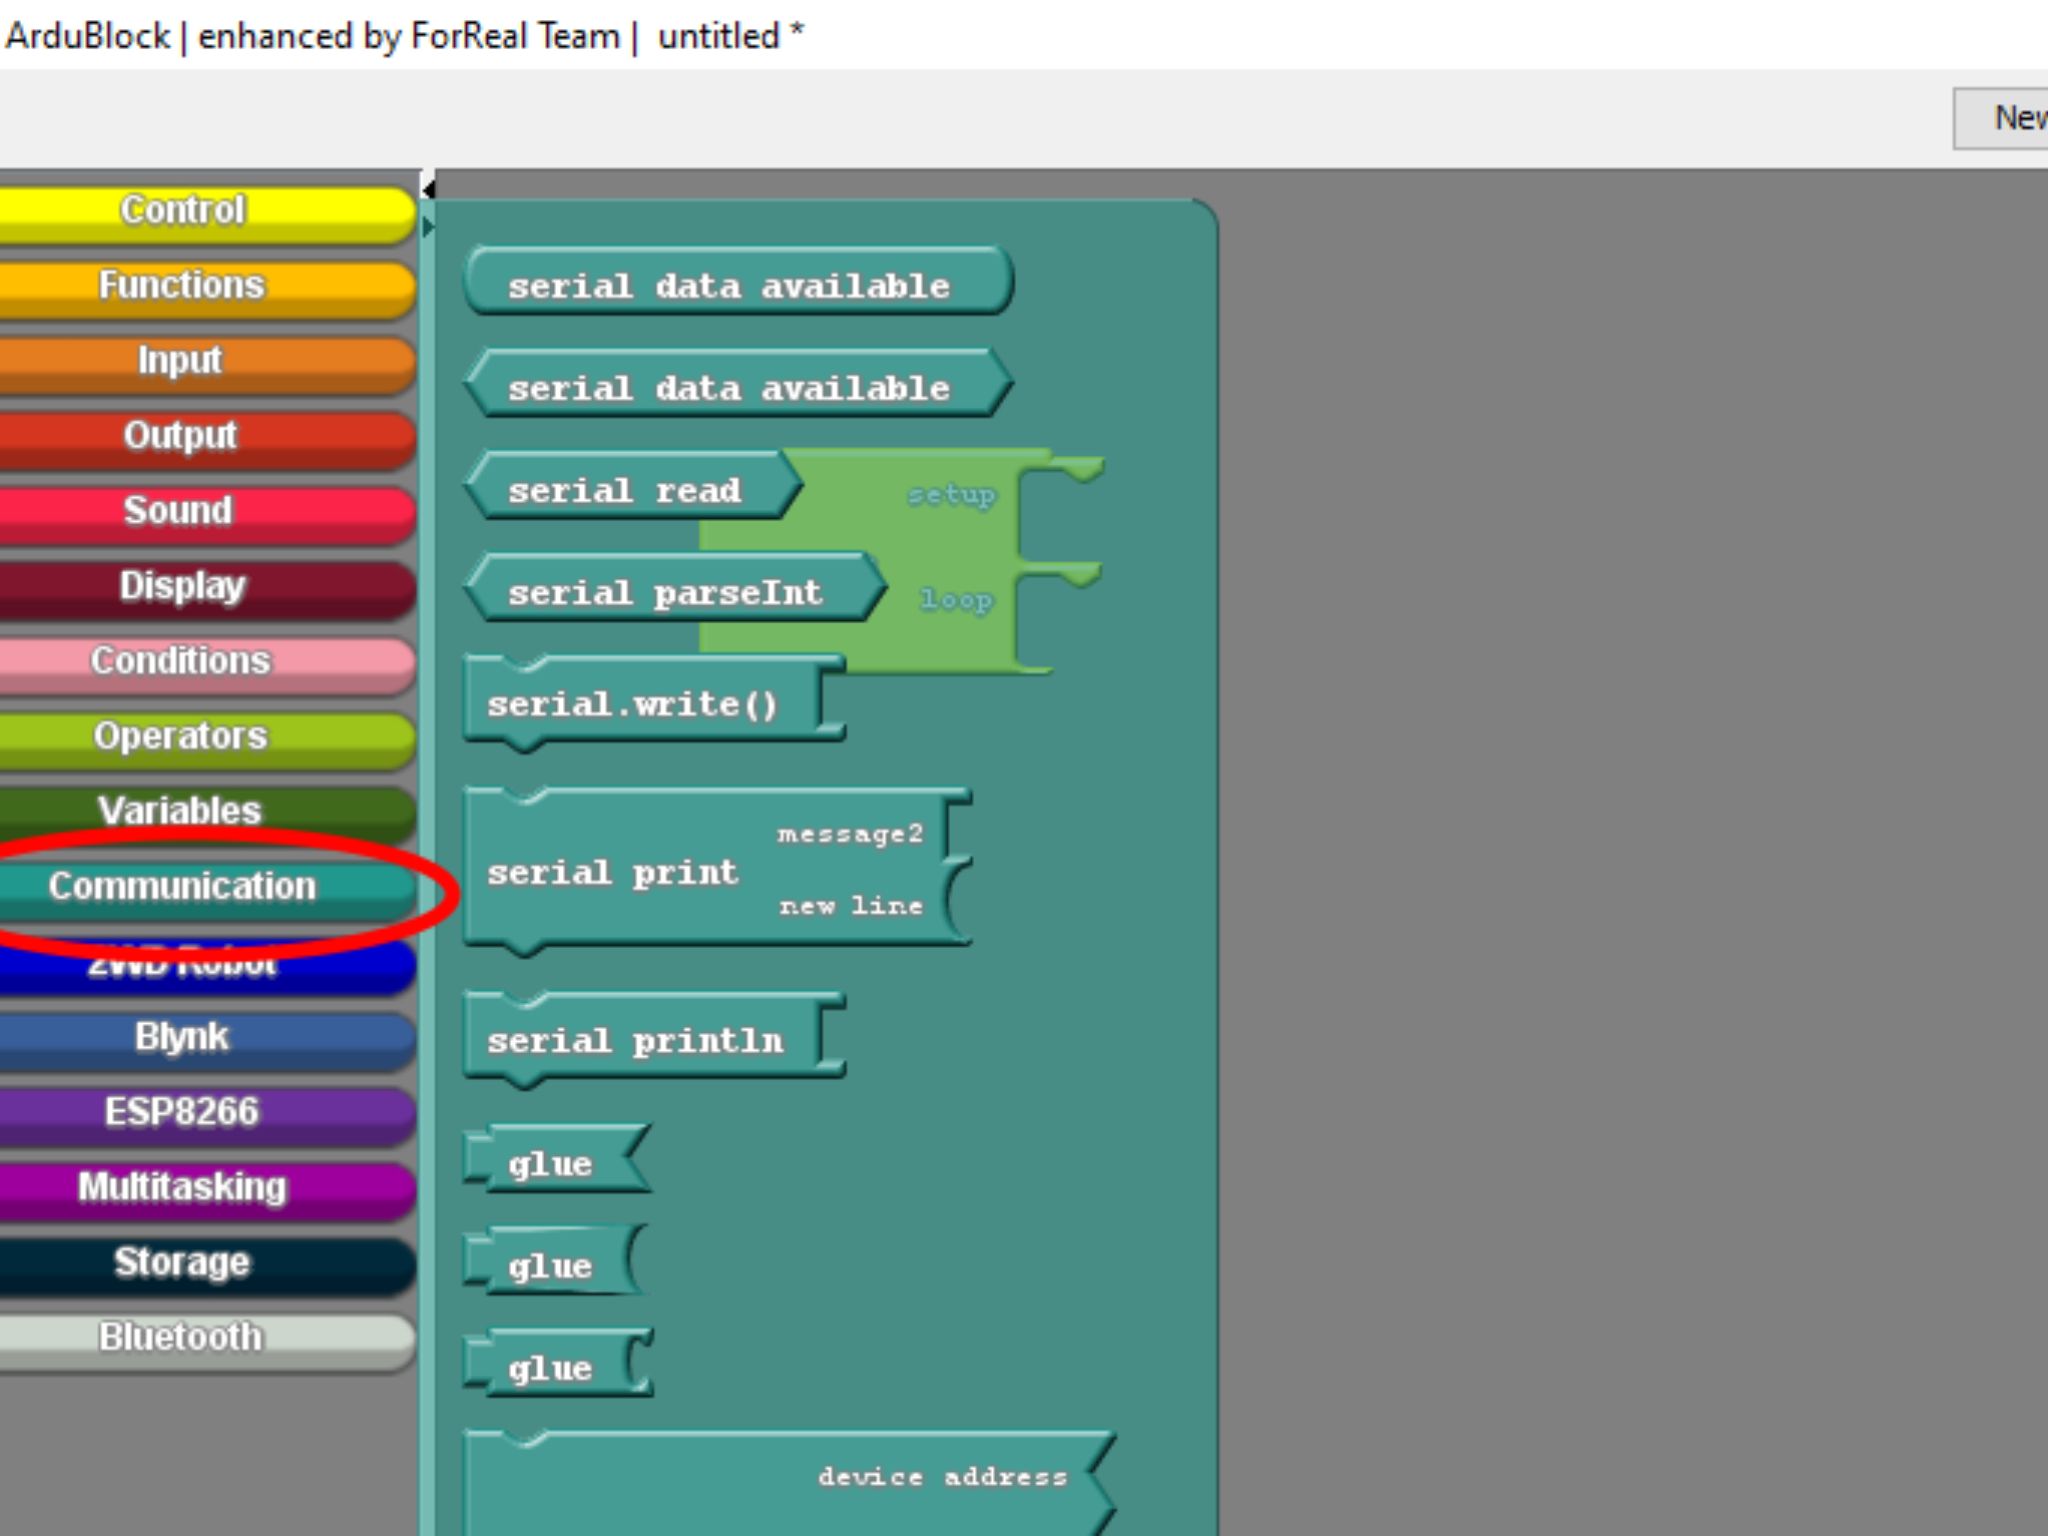 ArduBlock | enhanced by ForReal Team | untitled *
New
Control
Functions
Input
Output
Sound
Display
Conditions
Operators
Variables
Communication
2WD Robot
Blynk
ESP8266
Multitasking
Storage
Bluetooth
serial data available
serial data available
serial read
setup
serial parseInt
loop
serial.write()
message2
serial print
new line
serial println
glue
glue
glue
device address